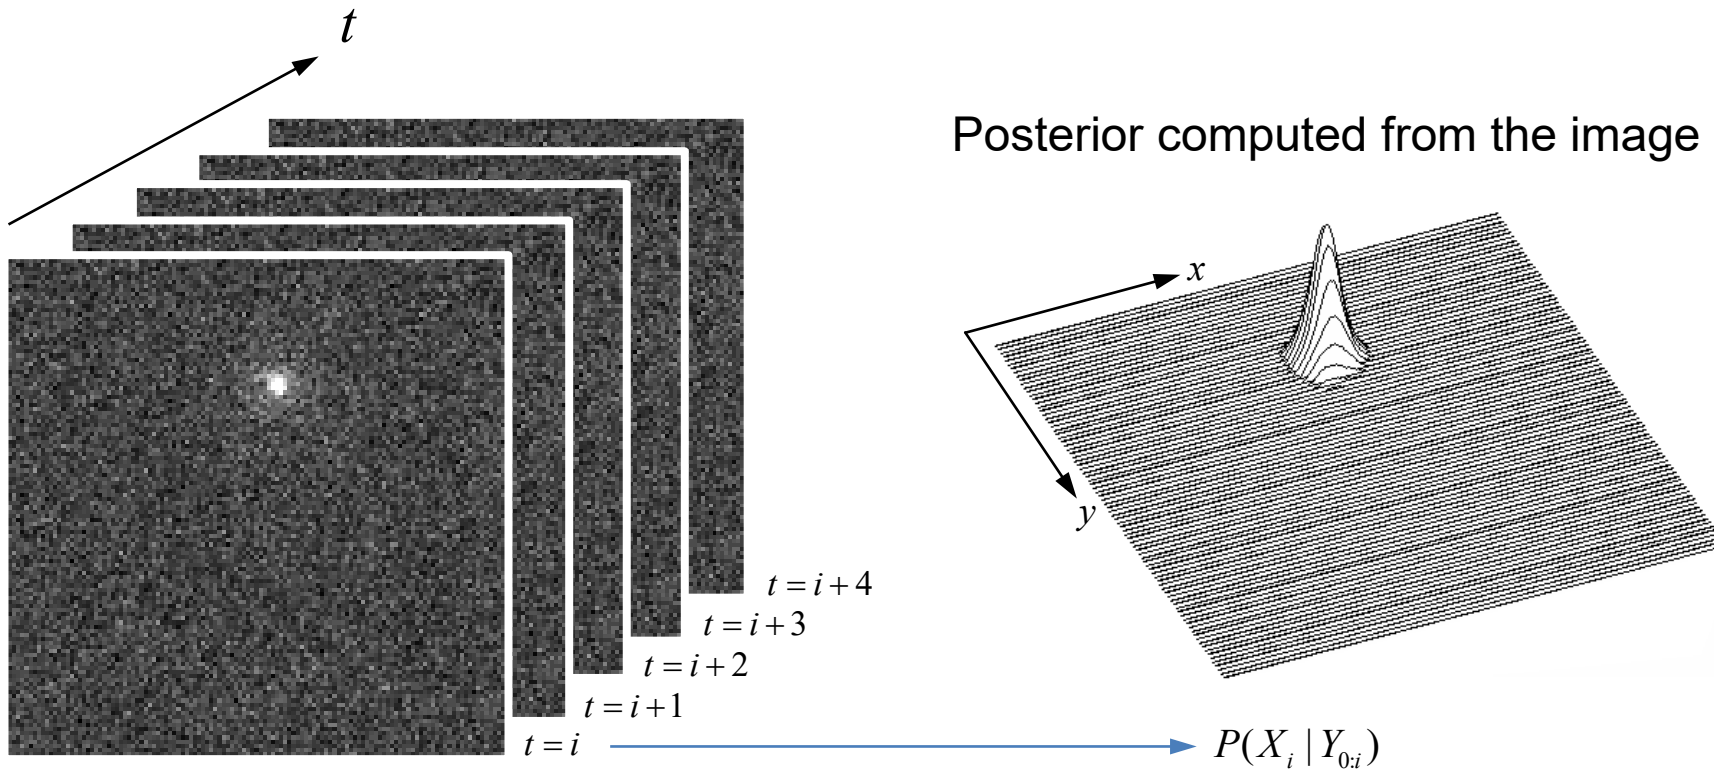 t
Posterior computed from the image
x
y
t = i + 4
t = i + 3
t = i + 2
t = i + 1
t = i
P(X_i | Y_{0:i})